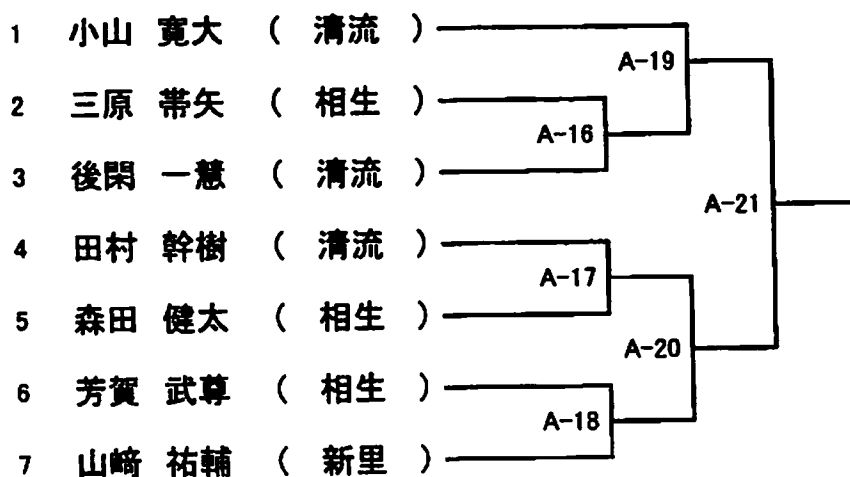 1 小山 寛大 ( 清流 )
A-19
2 三原 帯矢 ( 相生 )
A-16
3 後閑 一慧 ( 清流 )
A-21
4 田村 幹樹 ( 清流 )
A-17
5 森田 健太 ( 相生 )
A-20
6 芳賀 武尊 ( 相生 )
A-18
7 山﨑 祐輔 ( 新里 )